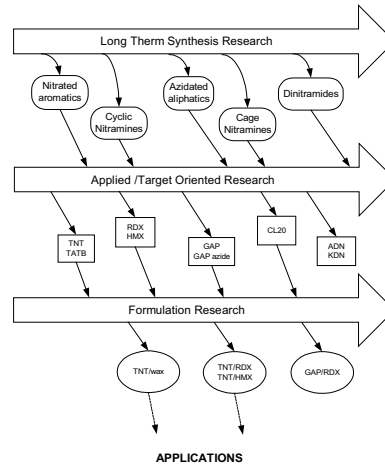 Long Therm Synthesis Research
Nitrated
aromatics
Cyclic
Nitramines
Azidated
aliphatics
Cage
Nitramines
Dinitramides
Applied /Target Oriented Research
TNT
TATB
RDX
HMX
GAP
GAP azide
CL20
ADN
KDN
Formulation Research
TNT/wax
TNT/RDX
TNT/HMX
GAP/RDX
APPLICATIONS